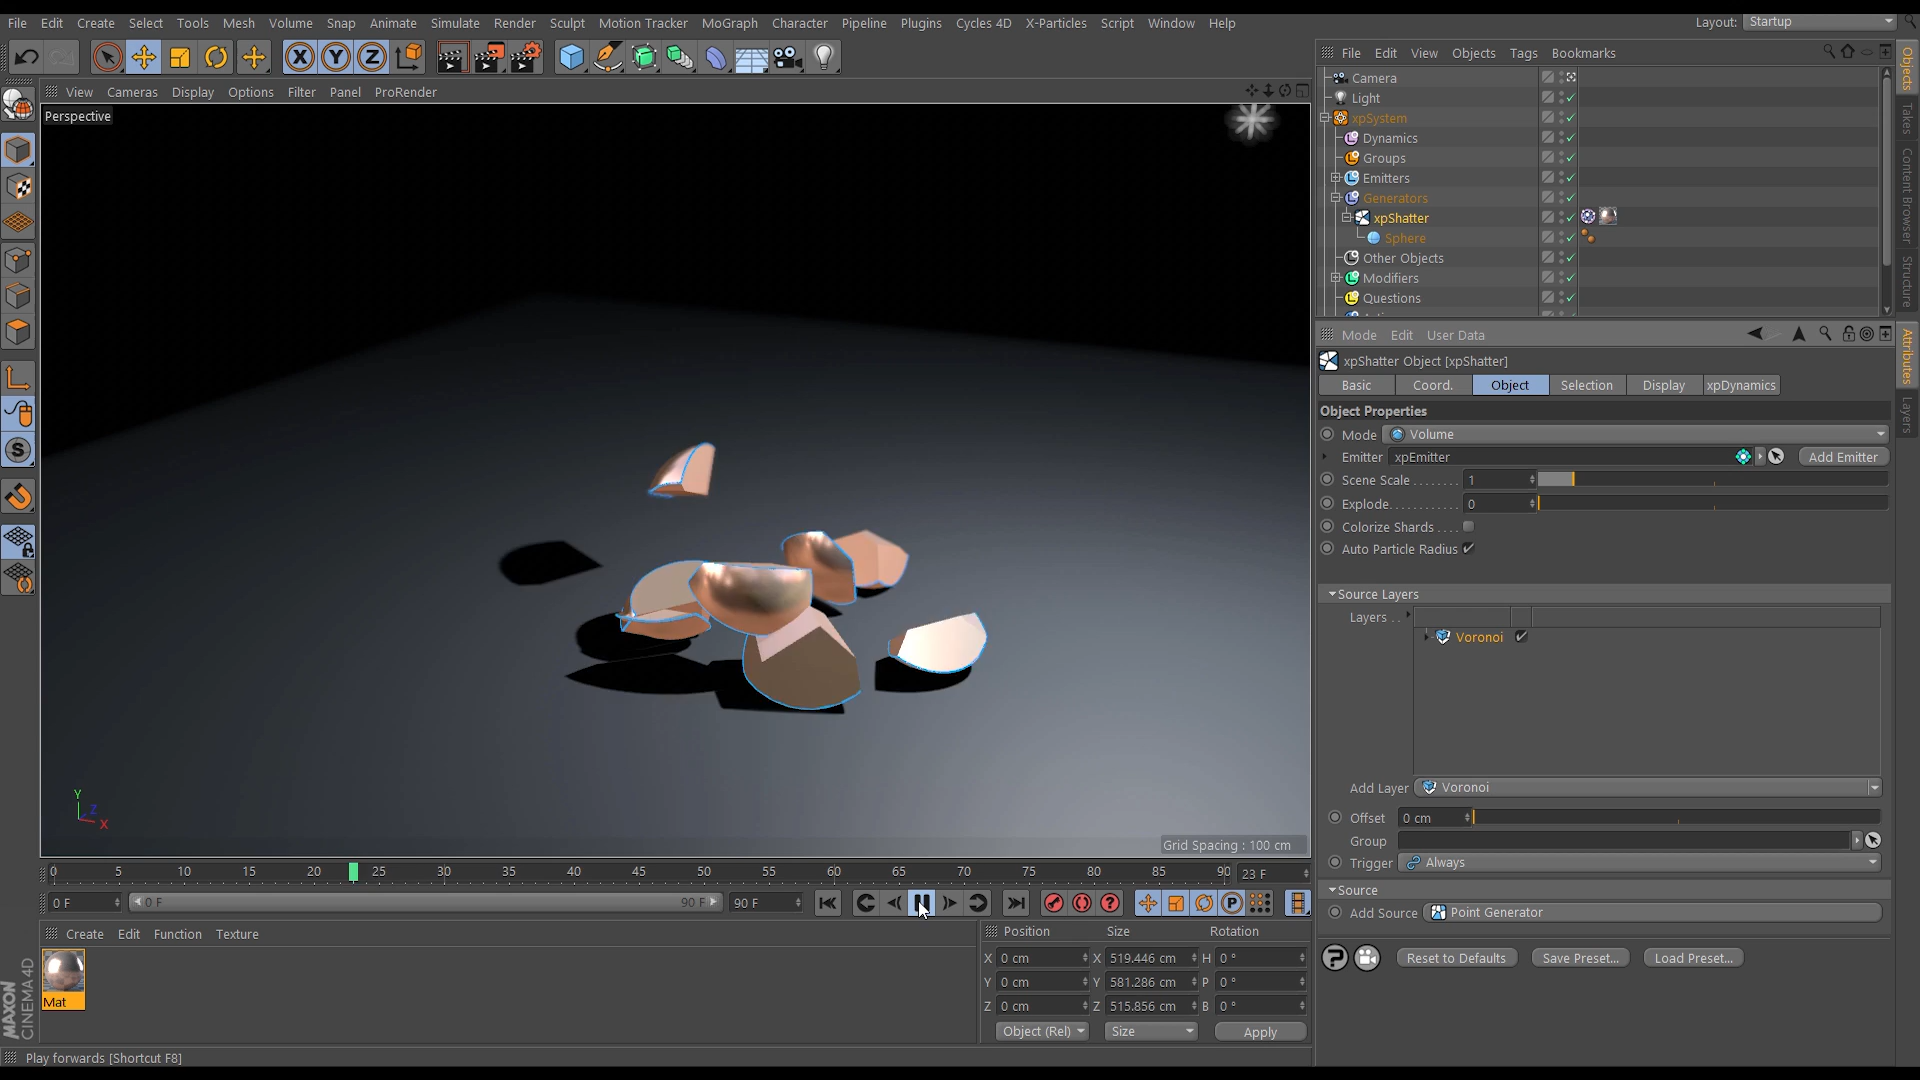 File Edit Create Select Tools Mesh Volume Snap Animate Simulate Render Sculpt Motion Tracker MoGraph Character Pipeline Plugins Cycles 4D X-Particles Script Window Help Layout: Startup
File Edit View Objects Tags Bookmarks
View Cameras Display Options Filter Panel ProRender
Perspective
Camera
Light
xpSystem
Dynamics
Groups
Emitters
Generators
xpShatter
Sphere
Other Objects
Modifiers
Questions
Objects
Takes
Content Browser
Structure
Mode Edit User Data
xpShatter Object [xpShatter]
Basic Coord. Object Selection Display xpDynamics
Attributes
Layers
Object Properties
Mode Volume
Emitter xpEmitter Add Emitter
Scene Scale . . . . . . . 1
Explode. . . . . . . . . . . 0
Colorize Shards . . . .
Auto Particle Radius
Source Layers
Layers . .
Voronoi
Add Layer Voronoi
Offset 0 cm
Group
Trigger Always
Source
Add Source Point Generator
Reset to Defaults Save Preset... Load Preset...
Y
Z
X
Grid Spacing : 100 cm
0 5 10 15 20 25 30 35 40 45 50 55 60 65 70 75 80 85 90 23 F
0 F 0 F 90 F 90 F
Create Edit Function Texture
Mat
Position Size Rotation
X 0 cm X 519.446 cm H 0 °
Y 0 cm Y 581.286 cm P 0 °
Z 0 cm Z 515.856 cm B 0 °
Object (Rel) Size Apply
MAXON
CINEMA 4D
Play forwards [Shortcut F8]